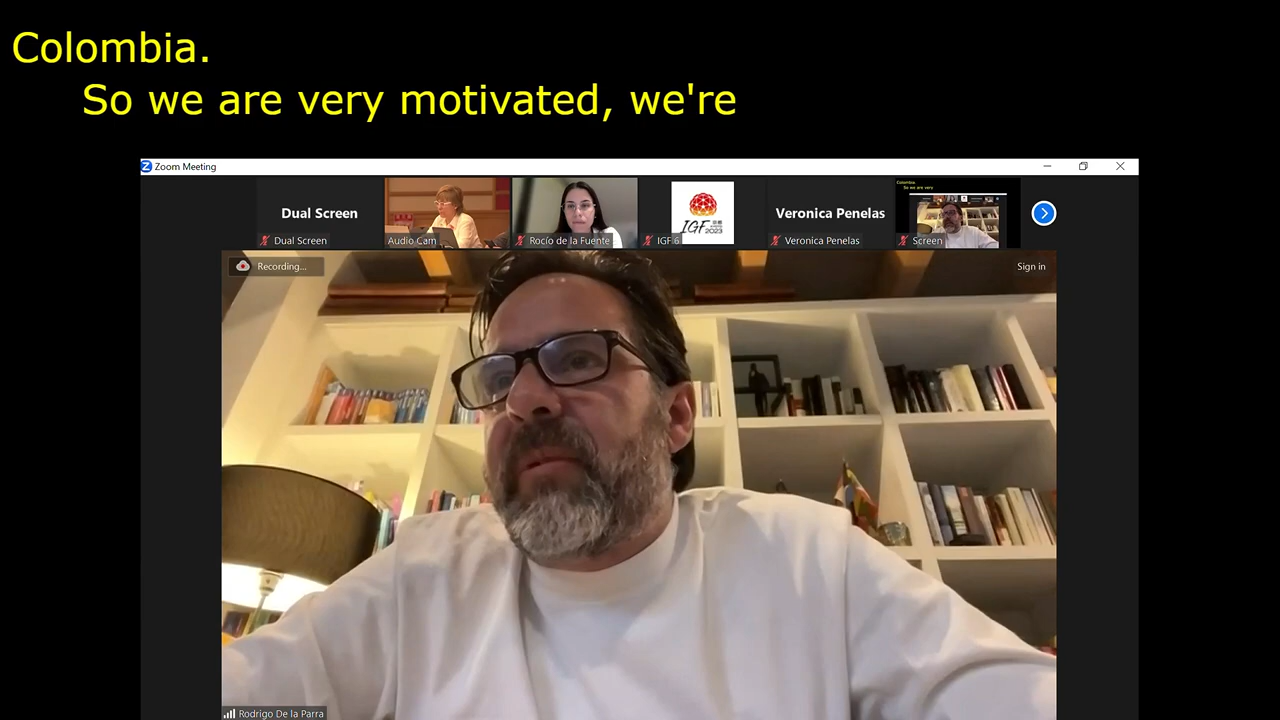 Colombia.
So we are very motivated, we're
Zoom Meeting
Dual Screen
Veronica Penelas
IGF
2023
Dual Screen
Audio Cam
Rocío de la Fuente
IGF 6
Veronica Penelas
Screen
Recording...
Sign in
Rodrigo De la Parra